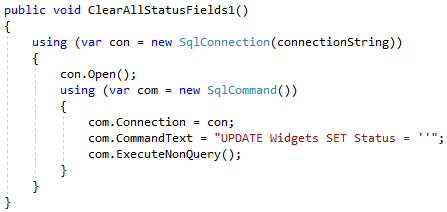 public void ClearAllStatusFields1()
{
    using (var con = new SqlConnection(connectionString))
    {
        con.Open();
        using (var com = new SqlCommand())
        {
            com.Connection = con;
            com.CommandText = "UPDATE Widgets SET Status = ''";
            com.ExecuteNonQuery();
        }
    }
}